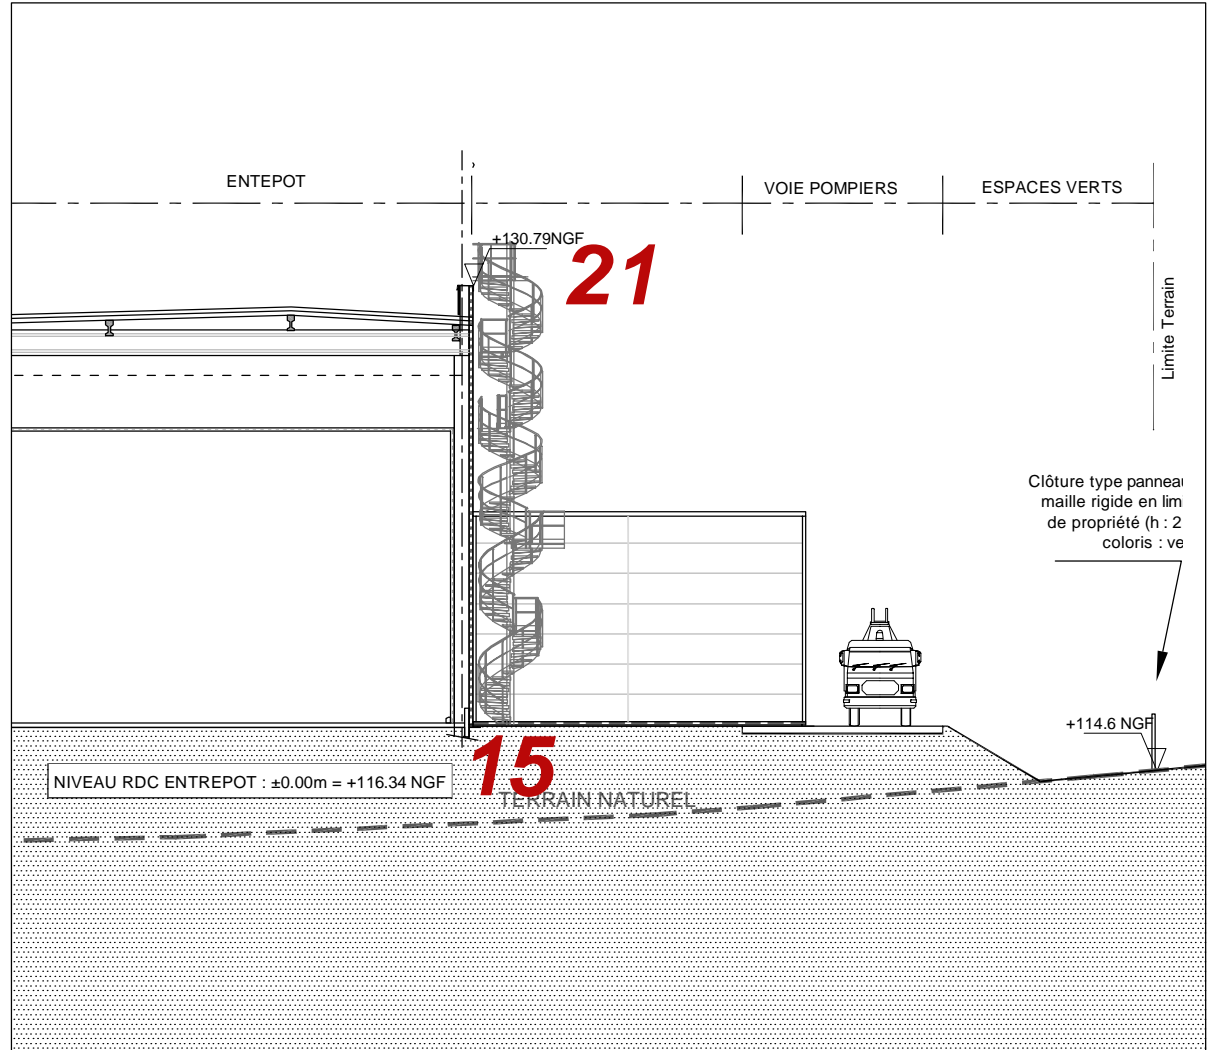 ENTEPOT
VOIE POMPIERS
ESPACES VERTS
+130.79NGF
21
Limite Terrain
Clôture type panneau
maille rigide en lim
de propriété (h : 2
coloris : ve
+114.6 NGF
15
NIVEAU RDC ENTREPOT : ±0.00m = +116.34 NGF
TERRAIN NATUREL